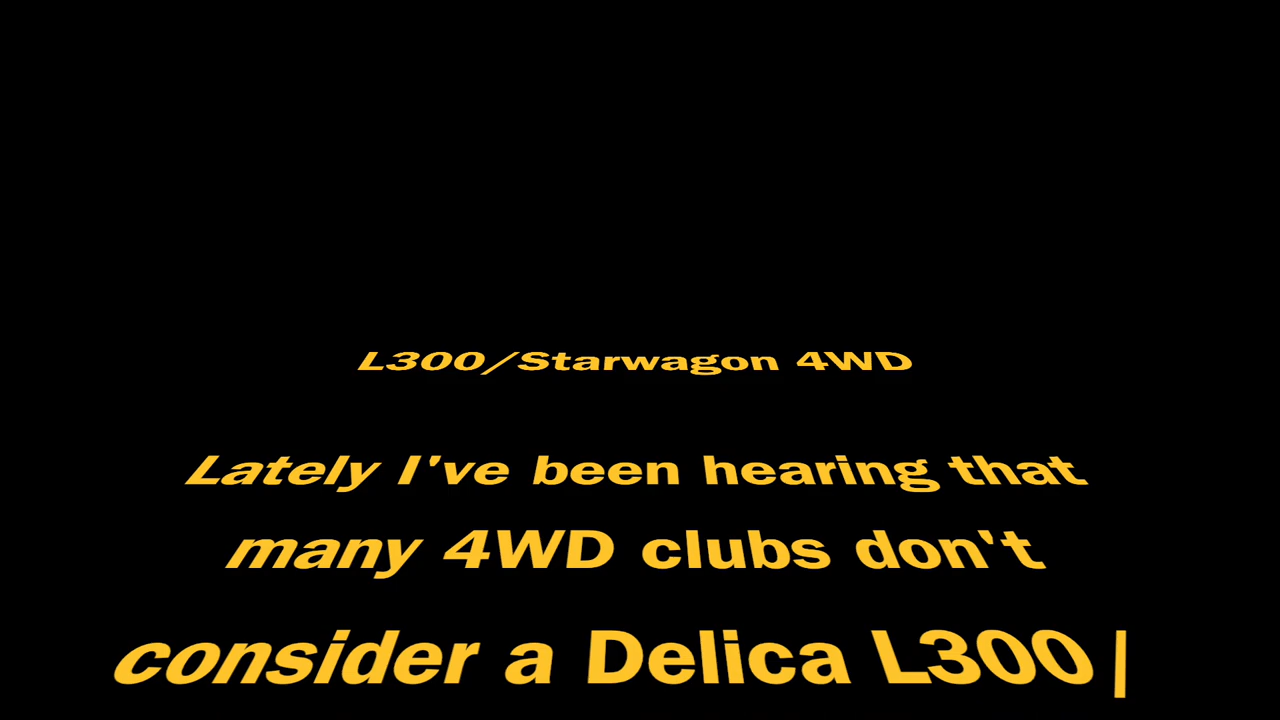 L300/Starwagon 4WD
Lately I've been hearing that
many 4WD clubs don't
consider a Delica L300|